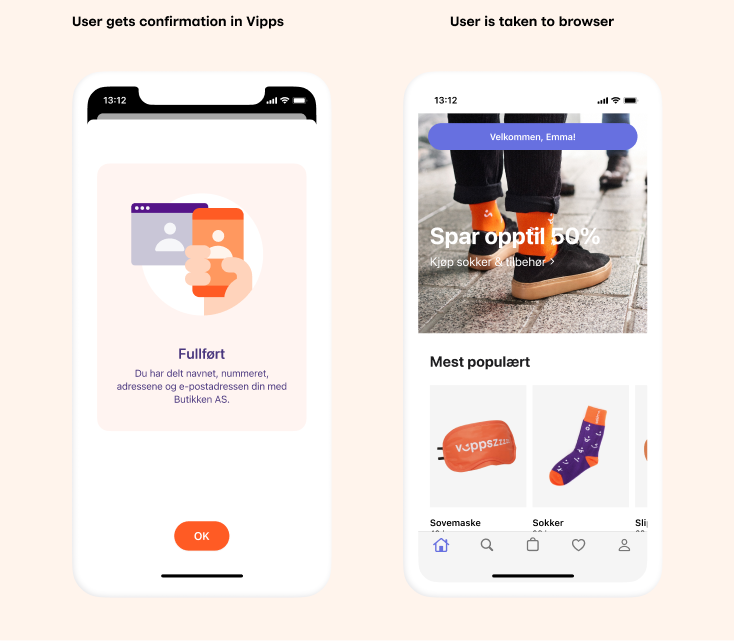 User gets confirmation in Vipps
User is taken to browser
13:12
Fullført
Du har delt navnet, nummeret,
adressene og e-postadressen din med
Butikken AS.
OK
13:12
Velkommen, Emma!
Spar opptil 50%
Kjøp sokker & tilbehør >
Mest populært
vippszzz
Sovemaske
Sokker